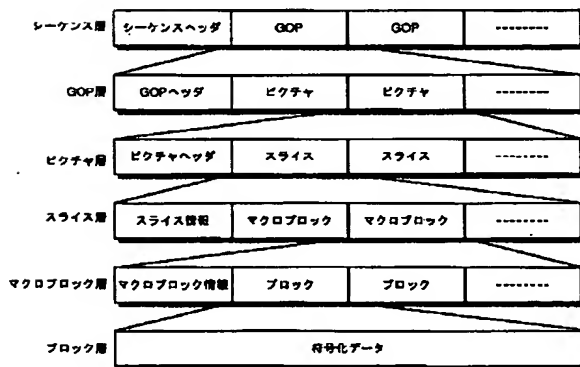 シーケンス層 シーケンスヘッダ GOP GOP --------
GOP層 GOPヘッダ ピクチャ ピクチャ --------
ピクチャ層 ピクチャヘッダ スライス スライス --------
スライス層 スライス情報 マクロブロック マクロブロック --------
マクロブロック層 マクロブロック情報 ブロック ブロック --------
ブロック層 符号化データ